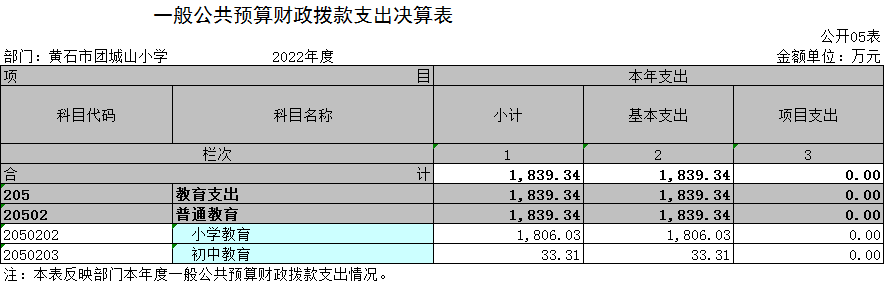 一般公共预算财政拨款支出决算表
公开05表
部门：黄石市团城山小学 2022年度 金额单位：万元
项 目 本年支出
科目代码 科目名称 小计 基本支出 项目支出
栏次 1 2 3
合 计 1,839.34 1,839.34 0.00
205 教育支出 1,839.34 1,839.34 0.00
20502 普通教育 1,839.34 1,839.34 0.00
2050202 小学教育 1,806.03 1,806.03 0.00
2050203 初中教育 33.31 33.31 0.00
注：本表反映部门本年度一般公共预算财政拨款支出情况。